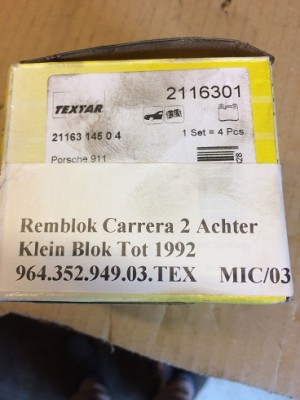 TEXTAR
2116301
21163 145 0 4
1 Set = 4 Pcs
Porsche 911
Remblok Carrera 2 Achter
Klein Blok Tot 1992
964.352.949.03.TEX MIC/03